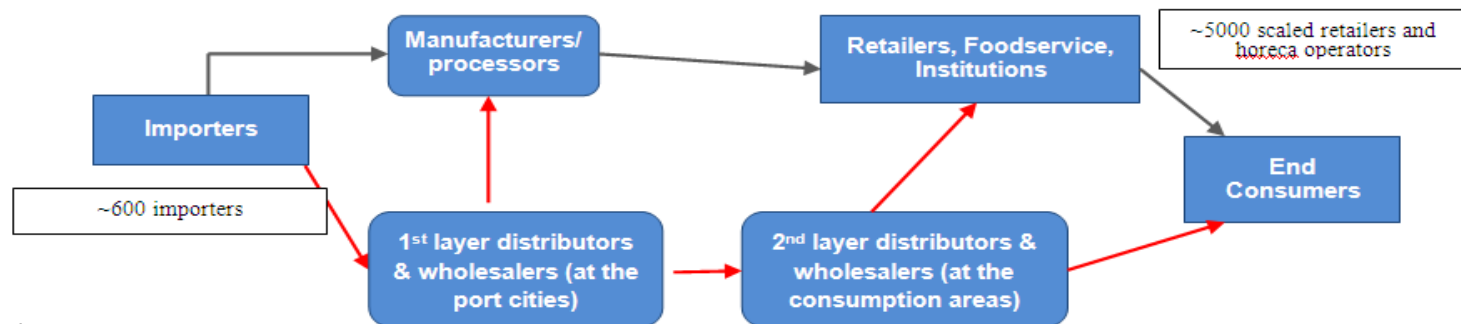 Manufacturers/
processors
Retailers, Foodservice,
Institutions
~5000 scaled retailers and
horeca operators
Importers
~600 importers
End
Consumers
1st layer distributors
& wholesalers (at the
port cities)
2nd layer distributors &
wholesalers (at the
consumption areas)